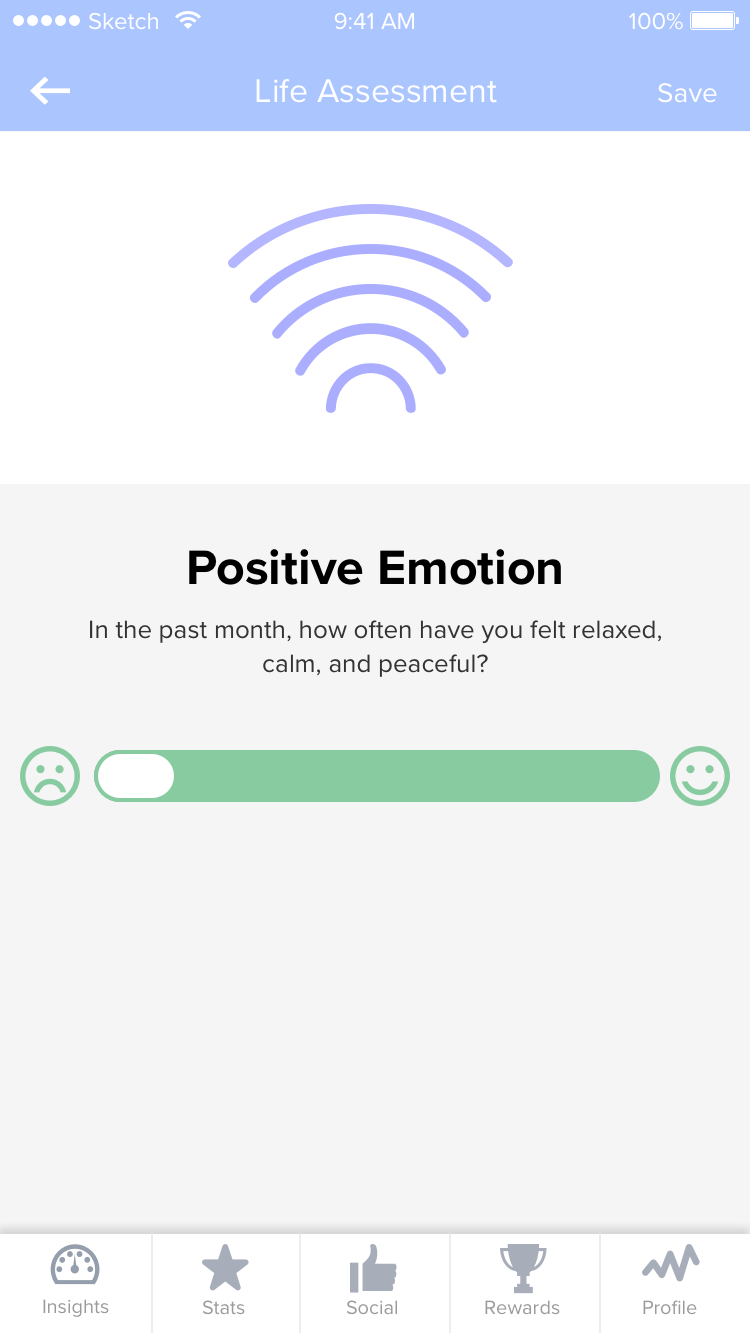 Sketch 9:41 AM 100%
Life Assessment Save
Positive Emotion
In the past month, how often have you felt relaxed,
calm, and peaceful?
Insights Stats Social Rewards Profile